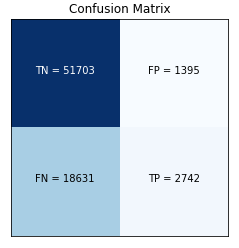 Confusion Matrix
TN = 51703
FP = 1395
FN = 18631
TP = 2742